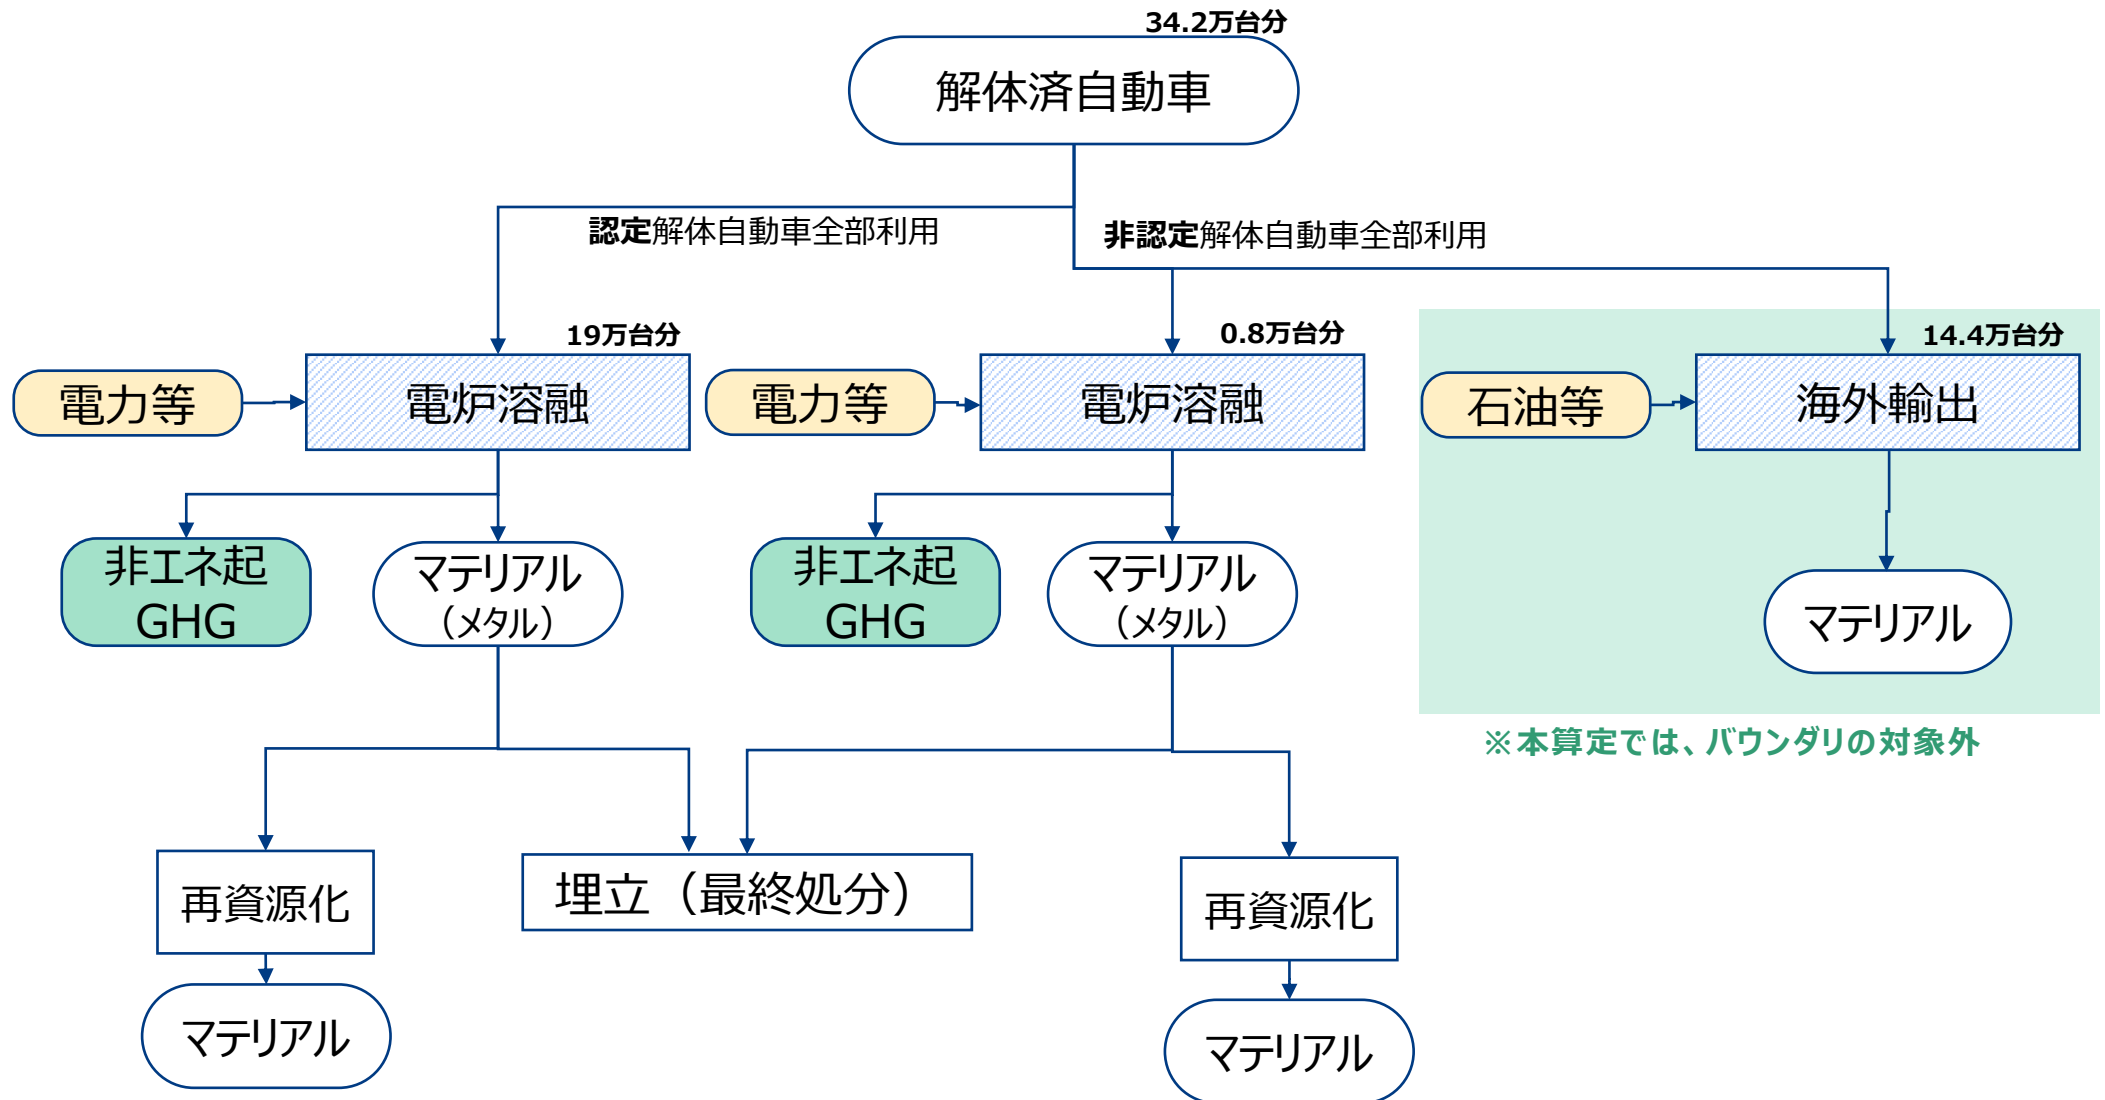 34.2万台分
解体済自動車
認定解体自動車全部利用
非認定解体自動車全部利用
19万台分
0.8万台分
14.4万台分
電力等
電炉溶融
電力等
電炉溶融
石油等
海外輸出
非エネ起
GHG
マテリアル
（メタル）
非エネ起
GHG
マテリアル
（メタル）
マテリアル
※本算定では、バウンダリの対象外
再資源化
埋立（最終処分）
再資源化
マテリアル
マテリアル